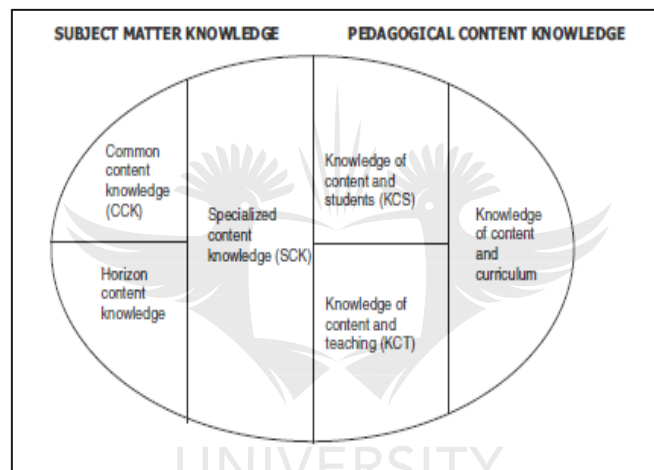 SUBJECT MATTER KNOWLEDGE
PEDAGOGICAL CONTENT KNOWLEDGE
Common
content
knowledge
(CCK)
Horizon
content
knowledge
Specialized
content
knowledge (SCK)
Knowledge of
content and
students (KCS)
Knowledge of
content and
teaching (KCT)
Knowledge
of content
and
curriculum
UNIVERSITY